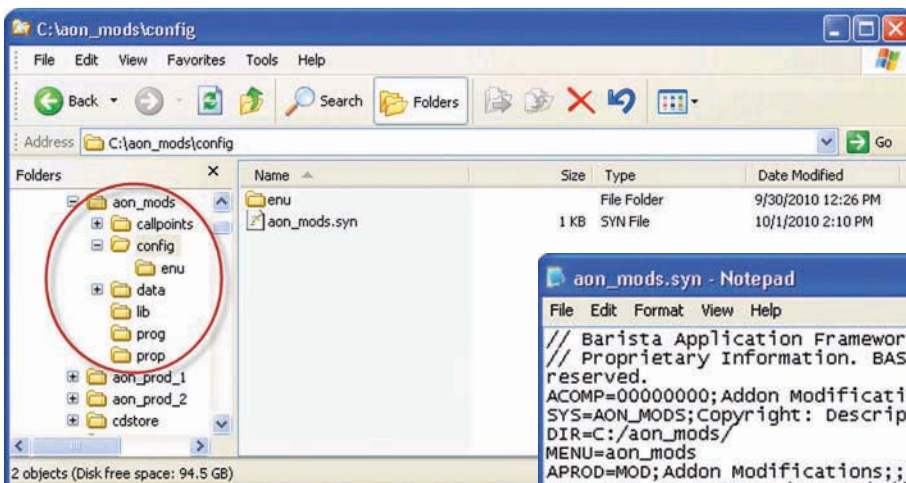 C:\aon_mods\config
File Edit View Favorites Tools Help
Back Search Folders
Address C:\aon_mods\config Go
Folders
aon_mods
callpoints
config
enu
data
lib
prog
prop
aon_prod_1
aon_prod_2
cdstore
Name Size Type Date Modified
enu File Folder 9/30/2010 12:26 PM
aon_mods.syn 1 KB SYN File 10/1/2010 2:10 PM
2 objects (Disk free space: 94.5 GB)
aon_mods.syn - Notepad
File Edit Format View Help
// Barista Application Framewor
// Proprietary Information. BAS
reserved.
ACOMP=00000000;Addon Modificati
SYS=AON_MODS;Copyright: Descrip
DIR=C:/aon_mods/
MENU=aon_mods
APROD=MOD;Addon Modifications;;